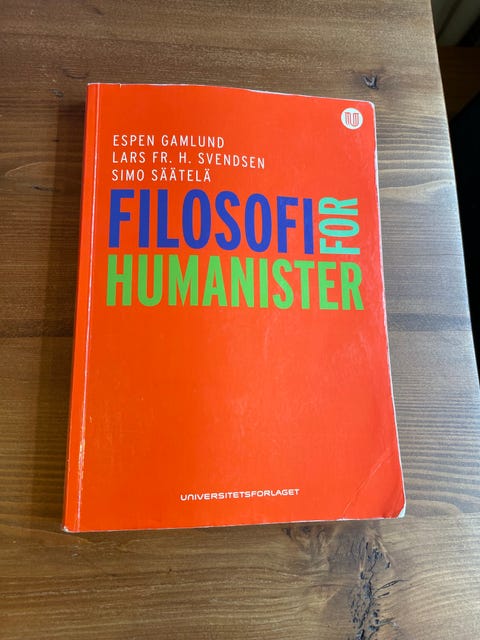 ESPEN GAMLUND
LARS FR. H. SVENDSEN
SIMO SÄÄTELÄ
FILOSOFI
FOR
HUMANISTER
UNIVERSITETSFORLAGET